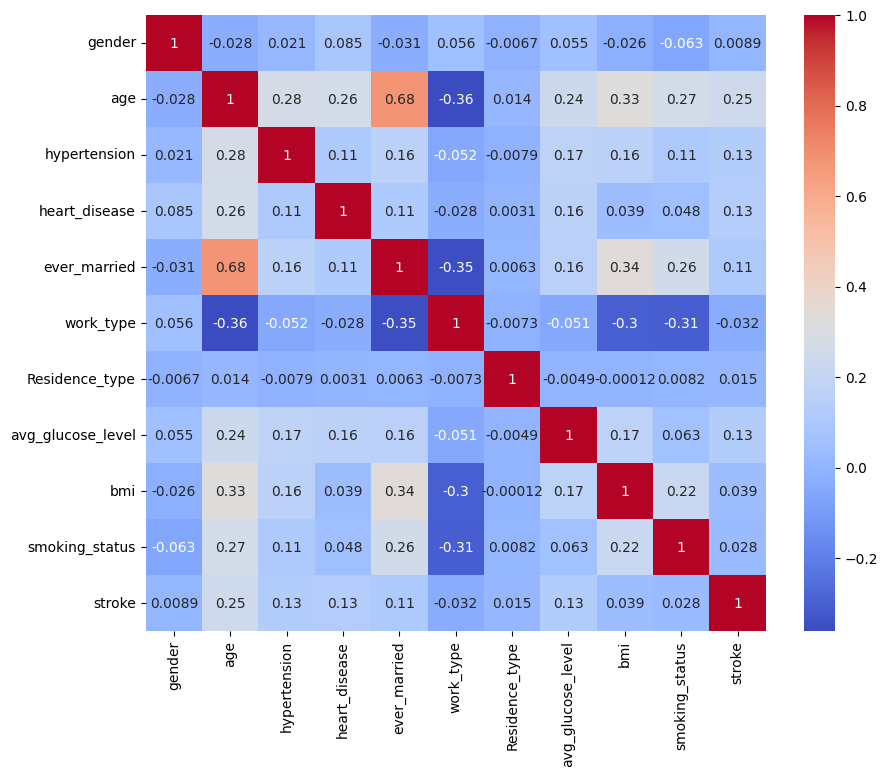 gender 1 -0.028 0.021 0.085 -0.031 0.056 -0.0067 0.055 -0.026 -0.063 0.0089
age -0.028 1 0.28 0.26 0.68 -0.36 0.014 0.24 0.33 0.27 0.25
hypertension 0.021 0.28 1 0.11 0.16 -0.052 -0.0079 0.17 0.16 0.11 0.13
heart_disease 0.085 0.26 0.11 1 0.11 -0.028 0.0031 0.16 0.039 0.048 0.13
ever_married -0.031 0.68 0.16 0.11 1 -0.35 0.0063 0.16 0.34 0.26 0.11
work_type 0.056 -0.36 -0.052 -0.028 -0.35 1 -0.0073 -0.051 -0.3 -0.31 -0.032
Residence_type -0.0067 0.014 -0.0079 0.0031 0.0063 -0.0073 1 -0.0049 -0.00012 0.0082 0.015
avg_glucose_level 0.055 0.24 0.17 0.16 0.16 -0.051 -0.0049 1 0.17 0.063 0.13
bmi -0.026 0.33 0.16 0.039 0.34 -0.3 -0.00012 0.17 1 0.22 0.039
smoking_status -0.063 0.27 0.11 0.048 0.26 -0.31 0.0082 0.063 0.22 1 0.028
stroke 0.0089 0.25 0.13 0.13 0.11 -0.032 0.015 0.13 0.039 0.028 1
gender
age
hypertension
heart_disease
ever_married
work_type
Residence_type
avg_glucose_level
bmi
smoking_status
stroke
1.0
0.8
0.6
0.4
0.2
0.0
−0.2